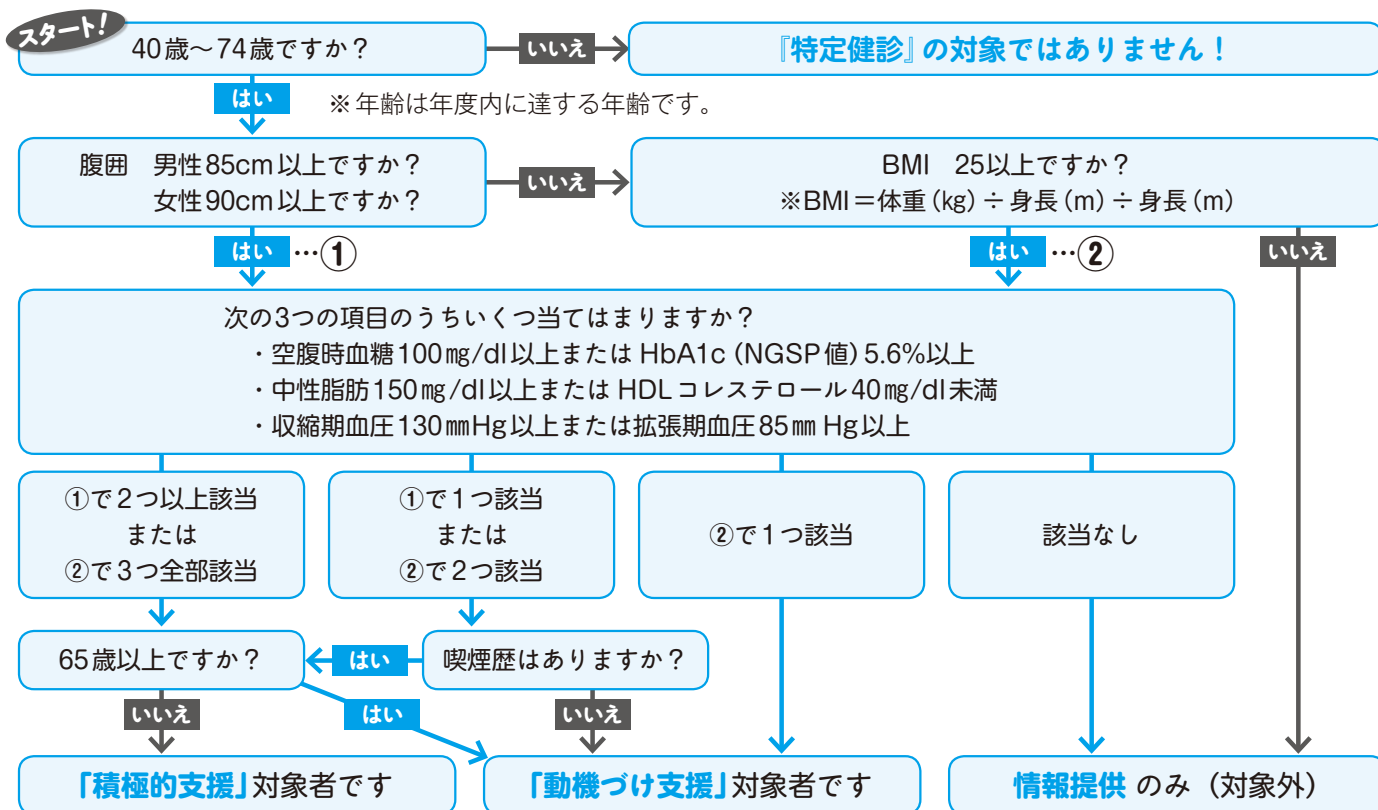 スタート!
40歳〜74歳ですか？
いいえ
『特定健診』の対象ではありません！
はい
※年齢は年度内に達する年齢です。
腹囲　男性85cm以上ですか？
女性90cm以上ですか？
いいえ
BMI　25以上ですか？
※BMI＝体重(kg)÷身長(m)÷身長(m)
はい …①
はい …②
いいえ
次の3つの項目のうちいくつ当てはまりますか？
・空腹時血糖100㎎/dl以上または HbA1c (NGSP値) 5.6%以上
・中性脂肪150㎎/dl以上または HDLコレステロール40㎎/dl未満
・収縮期血圧130㎜Hg以上または拡張期血圧85㎜ Hg以上
①で2つ以上該当
または
②で3つ全部該当
①で1つ該当
または
②で2つ該当
②で1つ該当
該当なし
65歳以上ですか？
はい
喫煙歴はありますか？
いいえ
はい
いいえ
「積極的支援」対象者です
「動機づけ支援」対象者です
情報提供 のみ（対象外）